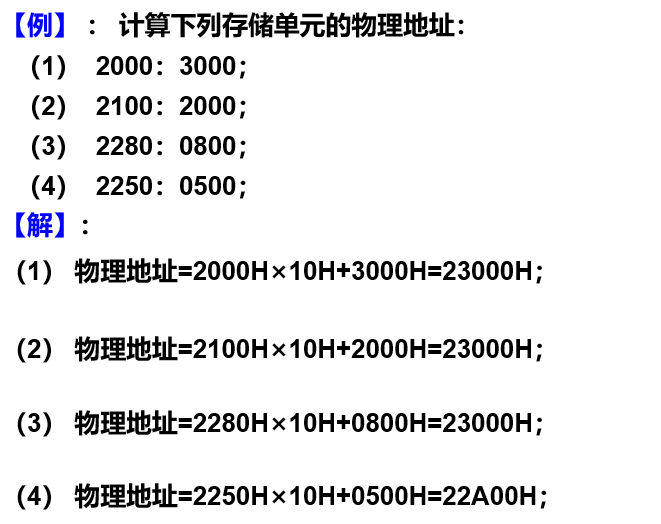 【例】： 计算下列存储单元的物理地址：
（1） 2000：3000；
（2） 2100：2000；
（3） 2280：0800；
（4） 2250：0500；
【解】：
（1） 物理地址=2000H×10H+3000H=23000H；
（2） 物理地址=2100H×10H+2000H=23000H；
（3） 物理地址=2280H×10H+0800H=23000H；
（4） 物理地址=2250H×10H+0500H=22A00H；